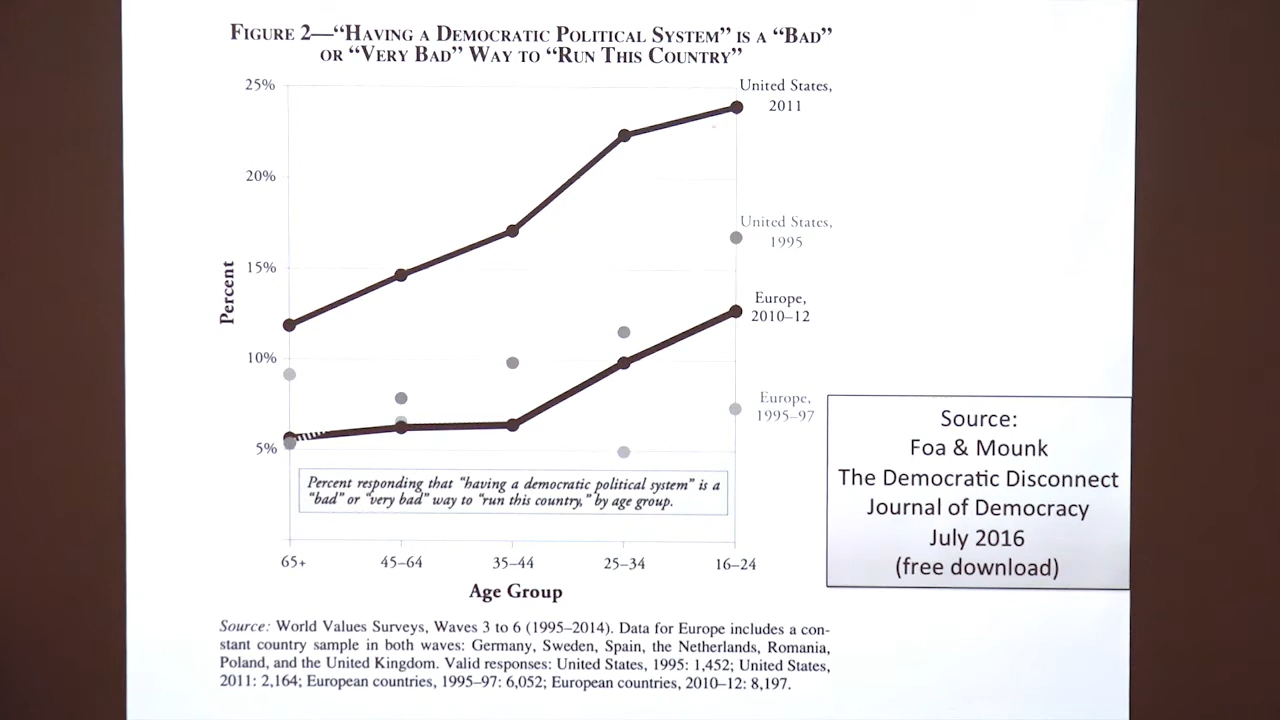 FIGURE 2—“HAVING A DEMOCRATIC POLITICAL SYSTEM” IS A “BAD”
OR “VERY BAD” WAY TO “RUN THIS COUNTRY”
25%
20%
15%
10%
5%
Percent
United States,
2011
United States,
1995
Europe,
2010–12
Europe,
1995–97
Percent responding that “having a democratic political system” is a
“bad” or “very bad” way to “run this country,” by age group.
65+
45–64
35–44
25–34
16–24
Age Group
Source: World Values Surveys, Waves 3 to 6 (1995–2014). Data for Europe includes a con-
stant country sample in both waves: Germany, Sweden, Spain, the Netherlands, Romania,
Poland, and the United Kingdom. Valid responses: United States, 1995: 1,452; United States,
2011: 2,164; European countries, 1995–97: 6,052; European countries, 2010–12: 8,197.
Source:
Foa & Mounk
The Democratic Disconnect
Journal of Democracy
July 2016
(free download)